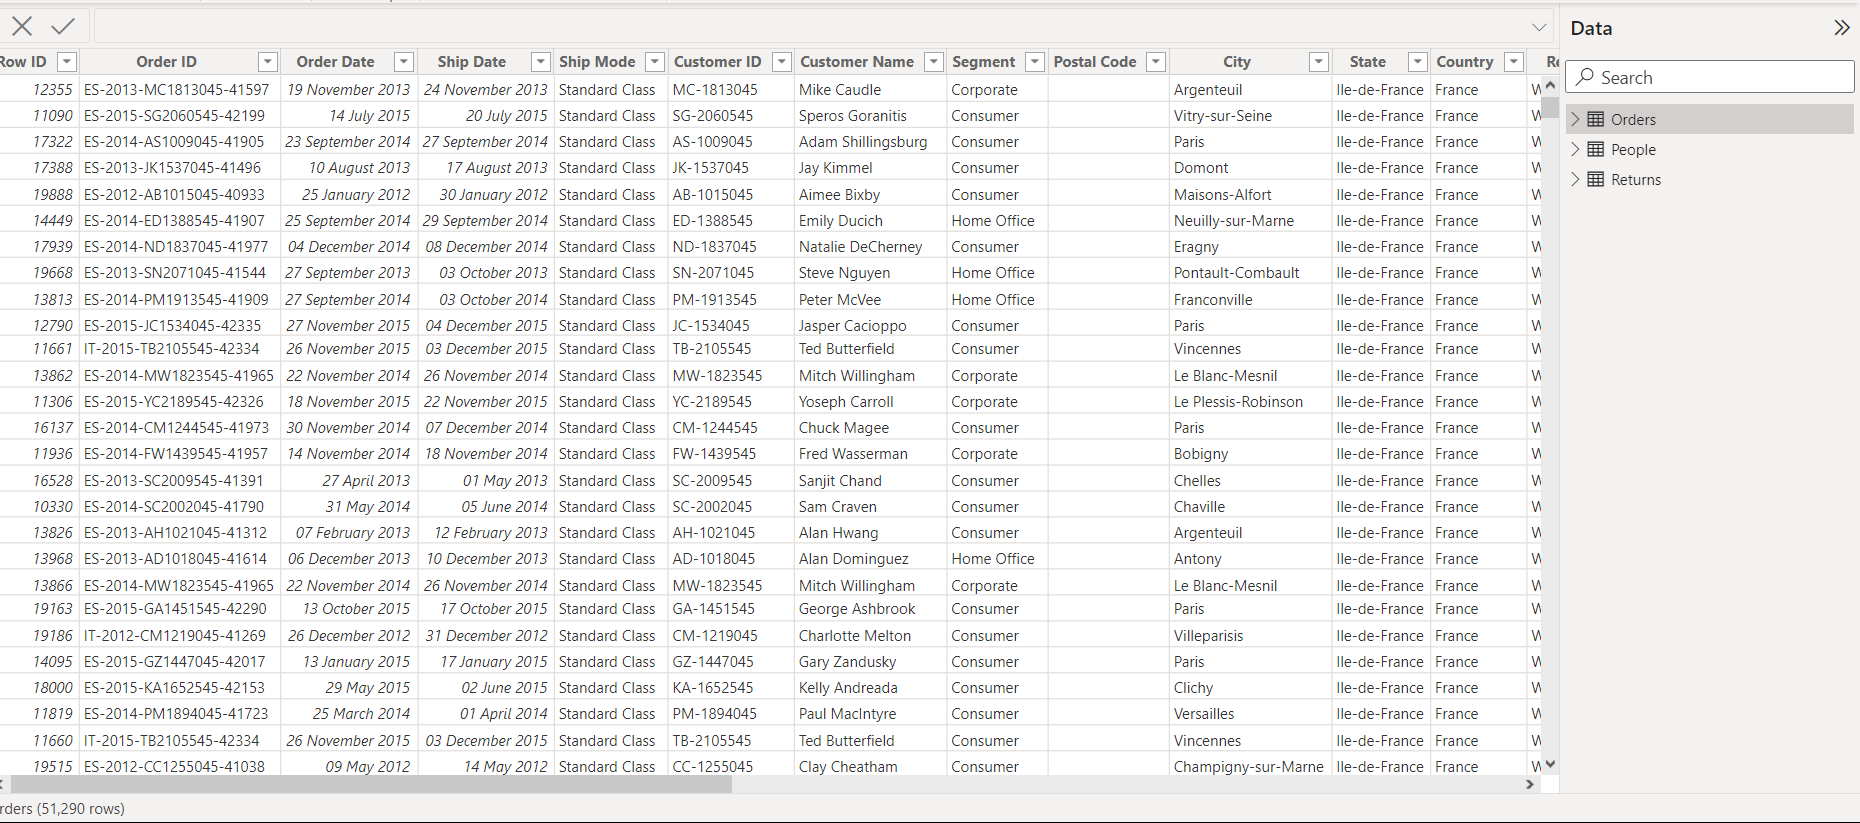 Data
Row ID Order ID Order Date Ship Date Ship Mode Customer ID Customer Name Segment Postal Code City State Country Re
Search
12355 ES-2013-MC1813045-41597 19 November 2013 24 November 2013 Standard Class MC-1813045 Mike Caudle Corporate Argenteuil Ile-de-France France W
11090 ES-2015-SG2060545-42199 14 July 2015 20 July 2015 Standard Class SG-2060545 Speros Goranitis Consumer Vitry-sur-Seine Ile-de-France France W
Orders
17322 ES-2014-AS1009045-41905 23 September 2014 27 September 2014 Standard Class AS-1009045 Adam Shillingsburg Consumer Paris Ile-de-France France W
People
17388 ES-2013-JK1537045-41496 10 August 2013 17 August 2013 Standard Class JK-1537045 Jay Kimmel Consumer Domont Ile-de-France France W
Returns
19888 ES-2012-AB1015045-40933 25 January 2012 30 January 2012 Standard Class AB-1015045 Aimee Bixby Consumer Maisons-Alfort Ile-de-France France W
14449 ES-2014-ED1388545-41907 25 September 2014 29 September 2014 Standard Class ED-1388545 Emily Ducich Home Office Neuilly-sur-Marne Ile-de-France France W
17939 ES-2014-ND1837045-41977 04 December 2014 08 December 2014 Standard Class ND-1837045 Natalie DeCherney Consumer Eragny Ile-de-France France W
19668 ES-2013-SN2071045-41544 27 September 2013 03 October 2013 Standard Class SN-2071045 Steve Nguyen Home Office Pontault-Combault Ile-de-France France W
13813 ES-2014-PM1913545-41909 27 September 2014 03 October 2014 Standard Class PM-1913545 Peter McVee Home Office Franconville Ile-de-France France W
12790 ES-2015-JC1534045-42335 27 November 2015 04 December 2015 Standard Class JC-1534045 Jasper Cacioppo Consumer Paris Ile-de-France France W
11661 IT-2015-TB2105545-42334 26 November 2015 03 December 2015 Standard Class TB-2105545 Ted Butterfield Consumer Vincennes Ile-de-France France W
13862 ES-2014-MW1823545-41965 22 November 2014 26 November 2014 Standard Class MW-1823545 Mitch Willingham Corporate Le Blanc-Mesnil Ile-de-France France W
11306 ES-2015-YC2189545-42326 18 November 2015 22 November 2015 Standard Class YC-2189545 Yoseph Carroll Corporate Le Plessis-Robinson Ile-de-France France W
16137 ES-2014-CM1244545-41973 30 November 2014 07 December 2014 Standard Class CM-1244545 Chuck Magee Consumer Paris Ile-de-France France W
11936 ES-2014-FW1439545-41957 14 November 2014 18 November 2014 Standard Class FW-1439545 Fred Wasserman Corporate Bobigny Ile-de-France France W
16528 ES-2013-SC2009545-41391 27 April 2013 01 May 2013 Standard Class SC-2009545 Sanjit Chand Consumer Chelles Ile-de-France France W
10330 ES-2014-SC2002045-41790 31 May 2014 05 June 2014 Standard Class SC-2002045 Sam Craven Consumer Chaville Ile-de-France France W
13826 ES-2013-AH1021045-41312 07 February 2013 12 February 2013 Standard Class AH-1021045 Alan Hwang Consumer Argenteuil Ile-de-France France W
13968 ES-2013-AD1018045-41614 06 December 2013 10 December 2013 Standard Class AD-1018045 Alan Dominguez Home Office Antony Ile-de-France France W
13866 ES-2014-MW1823545-41965 22 November 2014 26 November 2014 Standard Class MW-1823545 Mitch Willingham Corporate Le Blanc-Mesnil Ile-de-France France W
19163 ES-2015-GA1451545-42290 13 October 2015 17 October 2015 Standard Class GA-1451545 George Ashbrook Consumer Paris Ile-de-France France W
19186 IT-2012-CM1219045-41269 26 December 2012 31 December 2012 Standard Class CM-1219045 Charlotte Melton Consumer Villeparisis Ile-de-France France W
14095 ES-2015-GZ1447045-42017 13 January 2015 17 January 2015 Standard Class GZ-1447045 Gary Zandusky Consumer Paris Ile-de-France France W
18000 ES-2015-KA1652545-42153 29 May 2015 02 June 2015 Standard Class KA-1652545 Kelly Andreada Consumer Clichy Ile-de-France France W
11819 ES-2014-PM1894045-41723 25 March 2014 01 April 2014 Standard Class PM-1894045 Paul MacIntyre Consumer Versailles Ile-de-France France W
11660 IT-2015-TB2105545-42334 26 November 2015 03 December 2015 Standard Class TB-2105545 Ted Butterfield Consumer Vincennes Ile-de-France France W
19515 ES-2012-CC1255045-41038 09 May 2012 14 May 2012 Standard Class CC-1255045 Clay Cheatham Consumer Champigny-sur-Marne Ile-de-France France W
rders (51,290 rows)